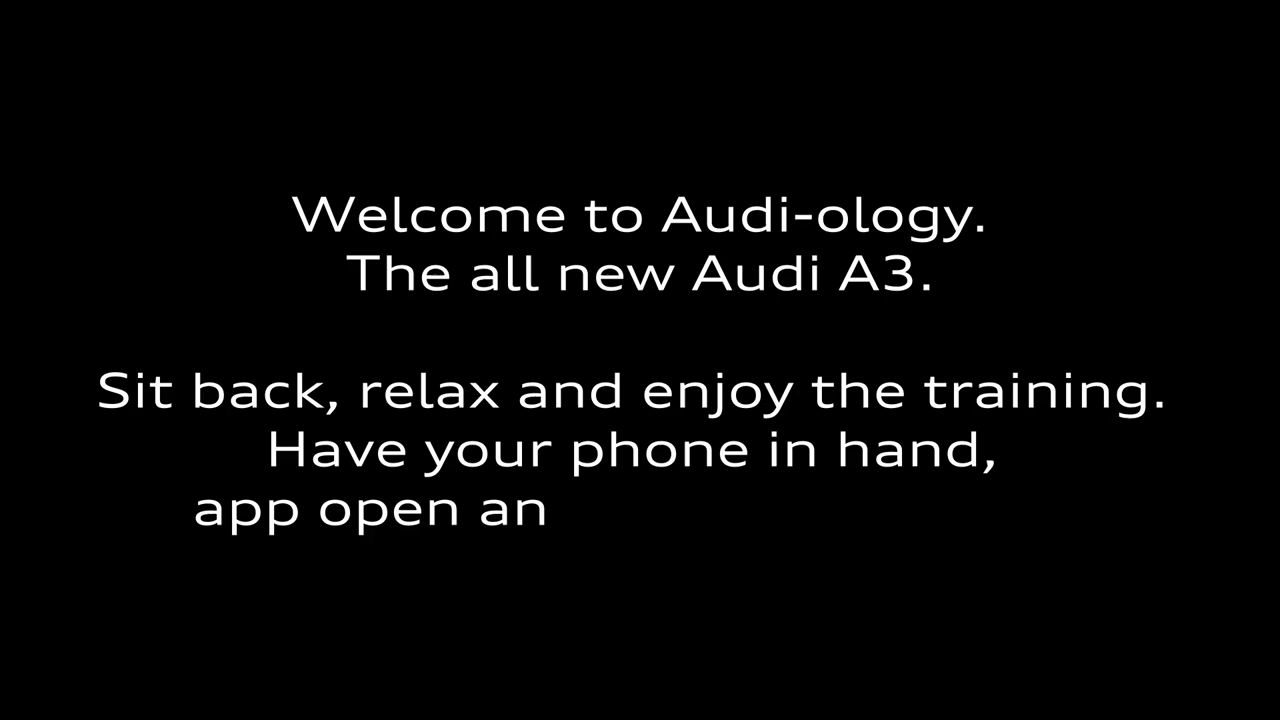 Welcome to Audi-ology.
The all new Audi A3.
Sit back, relax and enjoy the training.
Have your phone in hand,
app open an